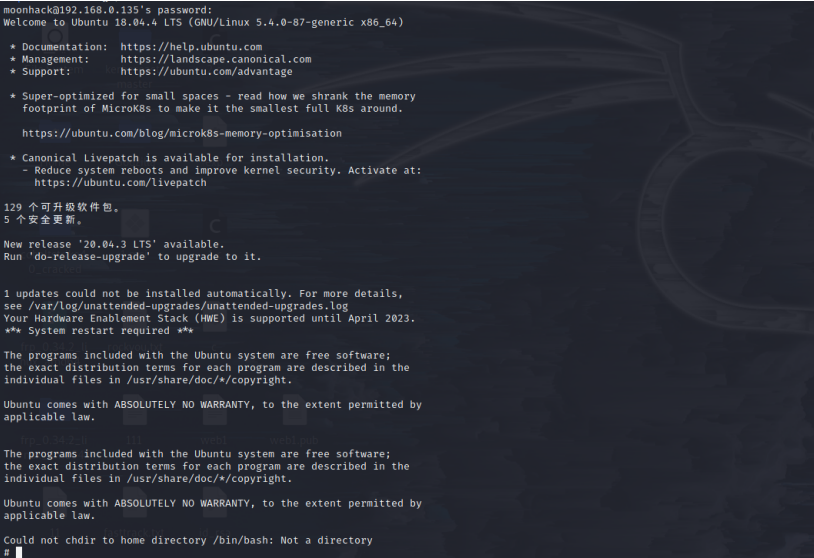 moonhack@192.168.0.135's password:
Welcome to Ubuntu 18.04.4 LTS (GNU/Linux 5.4.0-87-generic x86_64)
* Documentation:  https://help.ubuntu.com
* Management:     https://landscape.canonical.com
* Support:        https://ubuntu.com/advantage
* Super-optimized for small spaces - read how we shrank the memory
footprint of MicroK8s to make it the smallest full K8s around.
https://ubuntu.com/blog/microk8s-memory-optimisation
* Canonical Livepatch is available for installation.
- Reduce system reboots and improve kernel security. Activate at:
https://ubuntu.com/livepatch
129 个可升级软件包。
5 个安全更新。
New release '20.04.3 LTS' available.
Run 'do-release-upgrade' to upgrade to it.
1 updates could not be installed automatically. For more details,
see /var/log/unattended-upgrades/unattended-upgrades.log
Your Hardware Enablement Stack (HWE) is supported until April 2023.
*** System restart required ***
The programs included with the Ubuntu system are free software;
the exact distribution terms for each program are described in the
individual files in /usr/share/doc/*/copyright.
Ubuntu comes with ABSOLUTELY NO WARRANTY, to the extent permitted by
applicable law.
The programs included with the Ubuntu system are free software;
the exact distribution terms for each program are described in the
individual files in /usr/share/doc/*/copyright.
Ubuntu comes with ABSOLUTELY NO WARRANTY, to the extent permitted by
applicable law.
Could not chdir to home directory /bin/bash: Not a directory
#